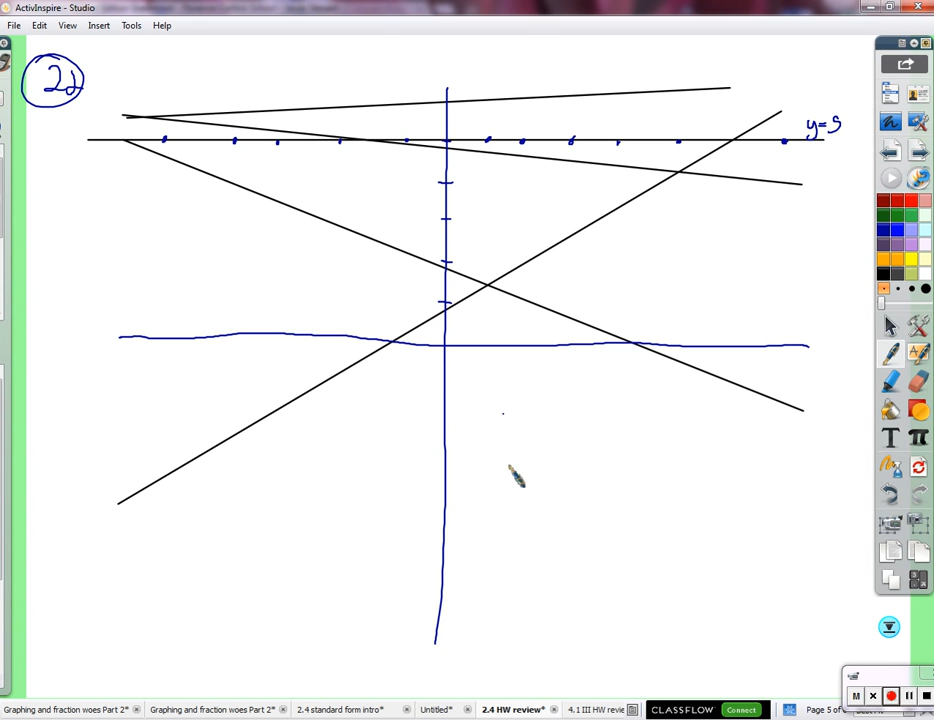 ActivInspire - Studio
File Edit View Insert Tools Help
2d
y=5
Graphing and fraction woes Part 2*
Graphing and fraction woes Part 2*
2.4 standard form intro*
Untitled*
2.4 HW review*
4.1 III HW revie
CLASSFLOW
Connect
Page 5 of
M